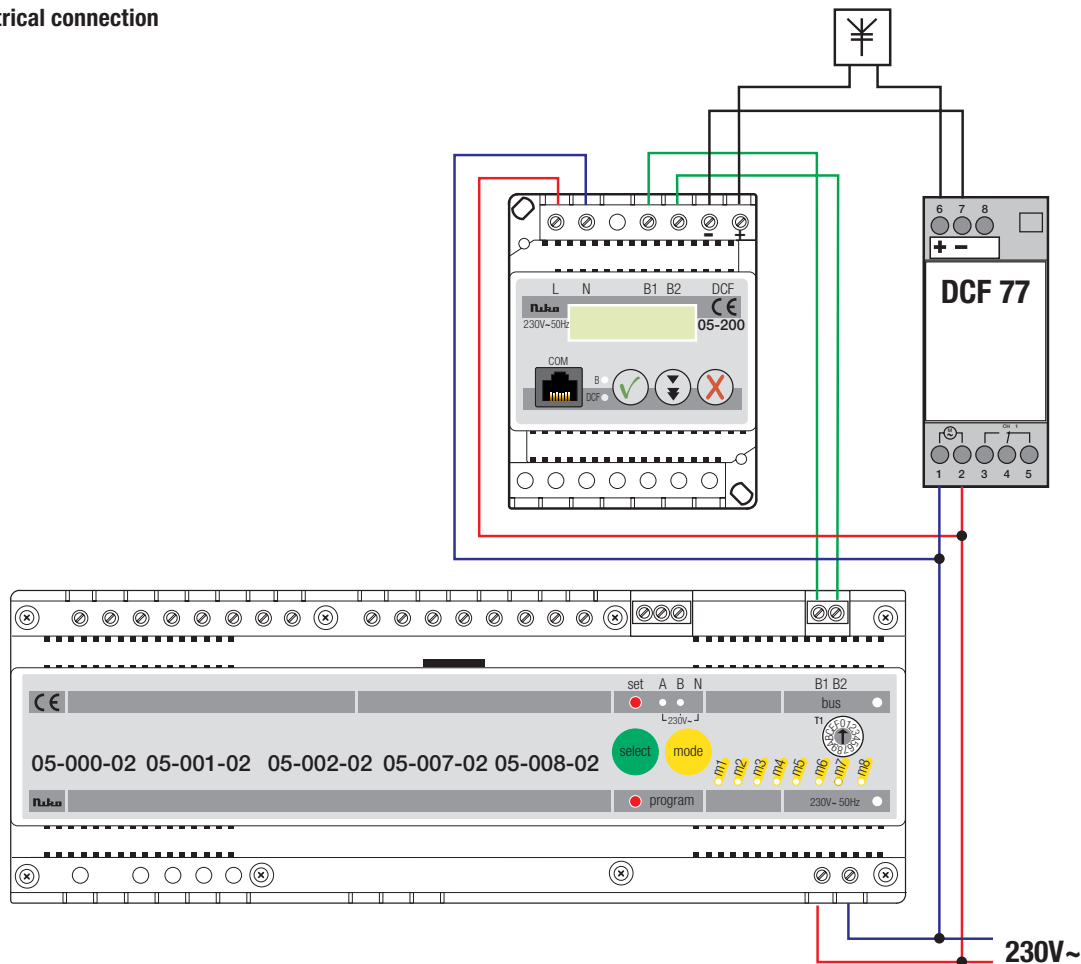 trical connection
6 7 8
+ −
DCF 77
M
~
CH 1
1 2 3 4 5
− +
L N B1 B2 DCF
Niko
CE
230V~50Hz
05-200
COM
B
DCF
set A B N
B1 B2
CE
bus
230V~
T1
0123456789ABCDEF
select
mode
05-000-02 05-001-02 05-002-02 05-007-02 05-008-02
m1 m2 m3 m4 m5 m6 m7 m8
Niko
program
230V~ 50Hz
230V~